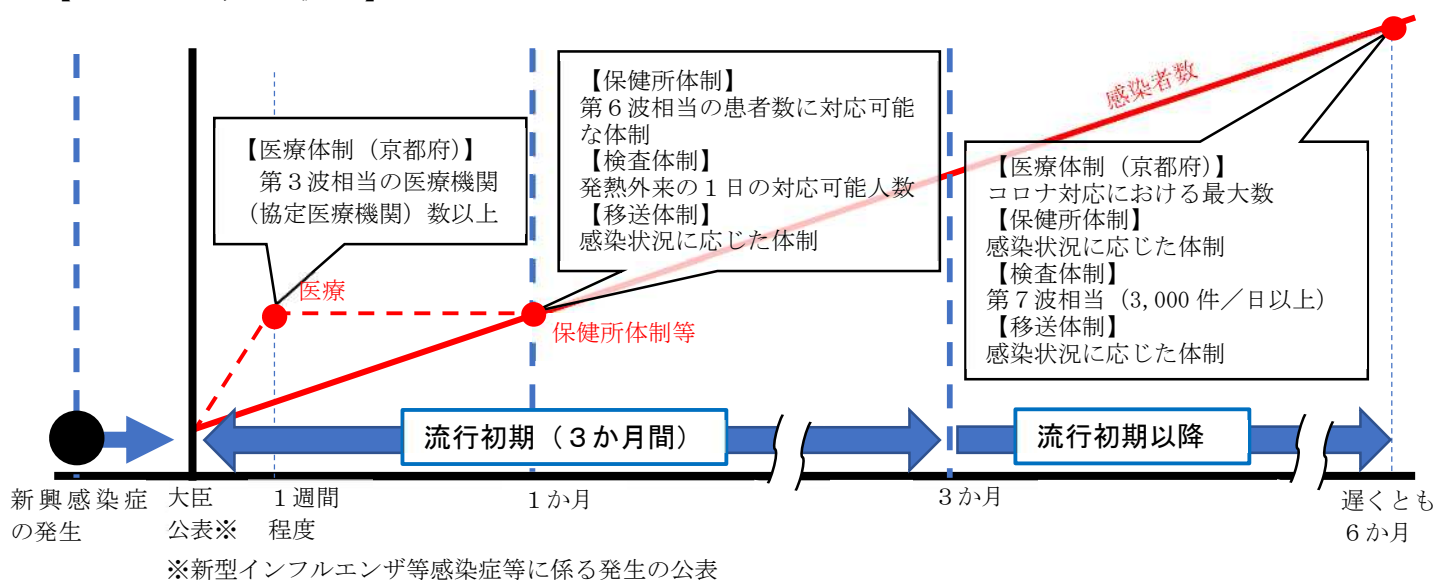 【医療体制（京都府）】
第３波相当の医療機関
（協定医療機関）数以上
【保健所体制】
第６波相当の患者数に対応可能
な体制
【検査体制】
発熱外来の１日の対応可能人数
【移送体制】
感染状況に応じた体制
感染者数
【医療体制（京都府）】
コロナ対応における最大数
【保健所体制】
感染状況に応じた体制
【検査体制】
第７波相当（3,000 件／日以上）
【移送体制】
感染状況に応じた体制
医療
保健所体制等
流行初期（３か月間）
流行初期以降
新興感染症
の発生
大臣
公表※
１週間
程度
１か月
３か月
遅くとも
６か月
※新型インフルエンザ等感染症等に係る発生の公表